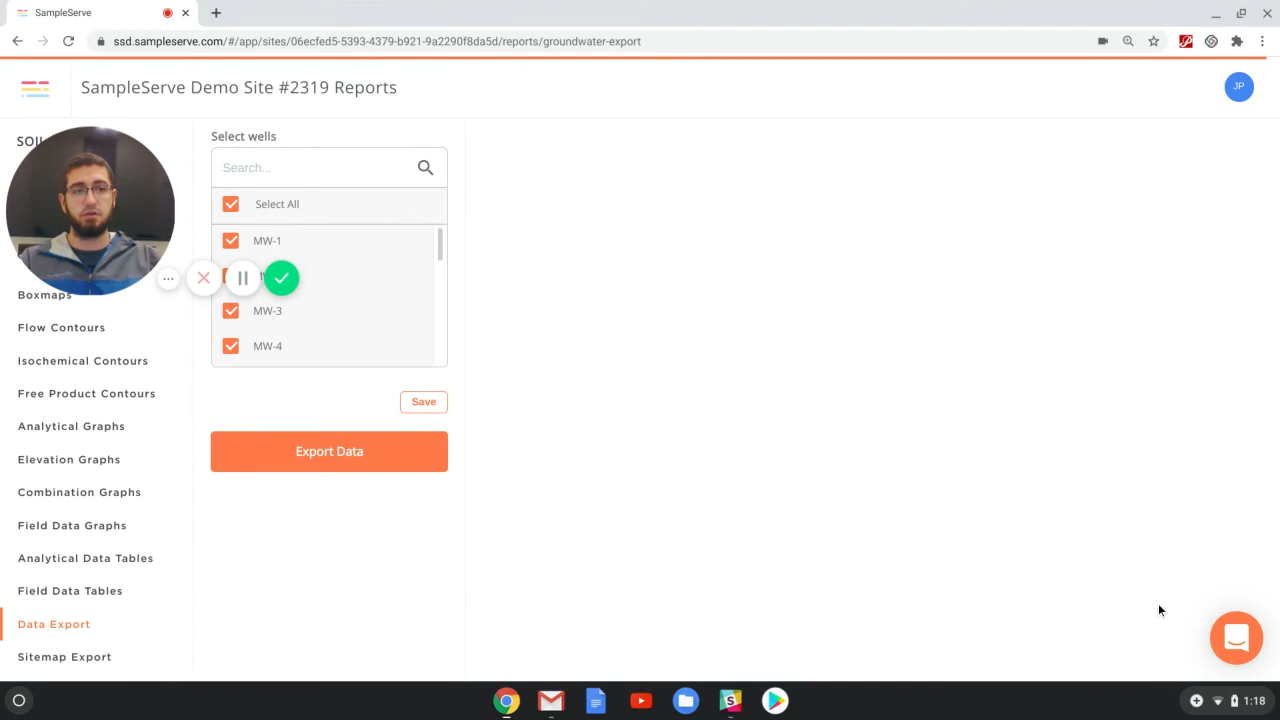 SampleServe
ssd.sampleserve.com/#/app/sites/06ecfed5-5393-4379-b921-9a2290f8da5d/reports/groundwater-export
SampleServe Demo Site #2319 Reports
JP
Select wells
Search...
Select All
MW-1
MW-3
MW-4
Save
Export Data
Boxmaps
Flow Contours
Isochemical Contours
Free Product Contours
Analytical Graphs
Elevation Graphs
Combination Graphs
Field Data Graphs
Analytical Data Tables
Field Data Tables
Data Export
Sitemap Export
1:18